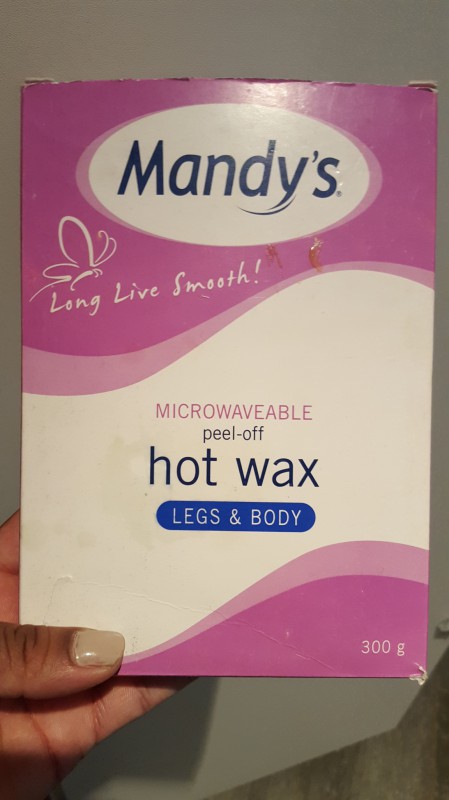 Mandy's®
Long Live Smooth!
MICROWAVEABLE
peel-off
hot wax
LEGS & BODY
300 g